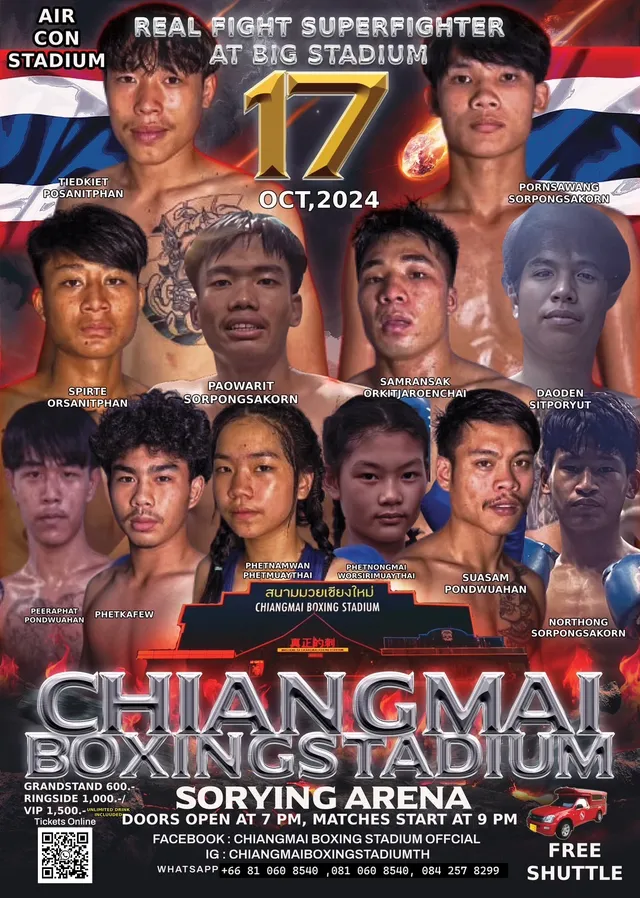 AIR
CON
STADIUM
REAL FIGHT SUPERFIGHTER
AT BIG STADIUM
17
OCT,2024
TIEDKIET
POSANITPHAN
PORNSAWANG
SORPONGSAKORN
SPIRTE
ORSANITPHAN
PAOWARIT
SORPONGSAKORN
SAMRANSAK
ORKITJAROENCHAI
DAODEN
SITPORYUT
PEERAPHAT
PONDWUAHAN
PHETKAFEW
PHETNAMWAN
PHETMUAYTHAI
PHETNONGMAI
WORSIRIMUAYTHAI
SUASAM
PONDWUAHAN
NORTHONG
SORPONGSAKORN
สนามมวยเชียงใหม่
CHIANGMAI BOXING STADIUM
CHIANGMAI
BOXINGSTADIUM
GRANDSTAND 600.-
RINGSIDE 1,000.-/
VIP 1,500.- UNLIMITED DRINK
INCLUUDED
Tickets Online
SORYING ARENA
DOORS OPEN AT 7 PM, MATCHES START AT 9 PM
FACEBOOK : CHIANGMAI BOXING STADIUM OFFCIAL
IG : CHIANGMAIBOXINGSTADIUMTH
WHATSAPP +66 81 060 8540 ,081 060 8540, 084 257 8299
FREE
SHUTTLE